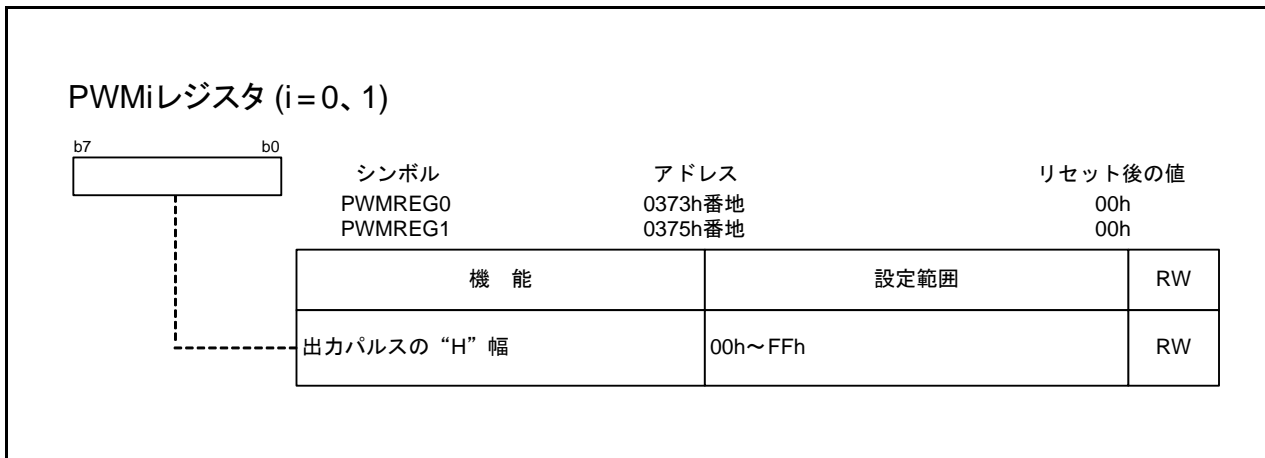 PWMiレジスタ (i=0、1)
b7 b0
シンボル アドレス リセット後の値
PWMREG0 0373h番地 00h
PWMREG1 0375h番地 00h
機 能 設定範囲 RW
出力パルスの“H”幅 00h～FFh RW